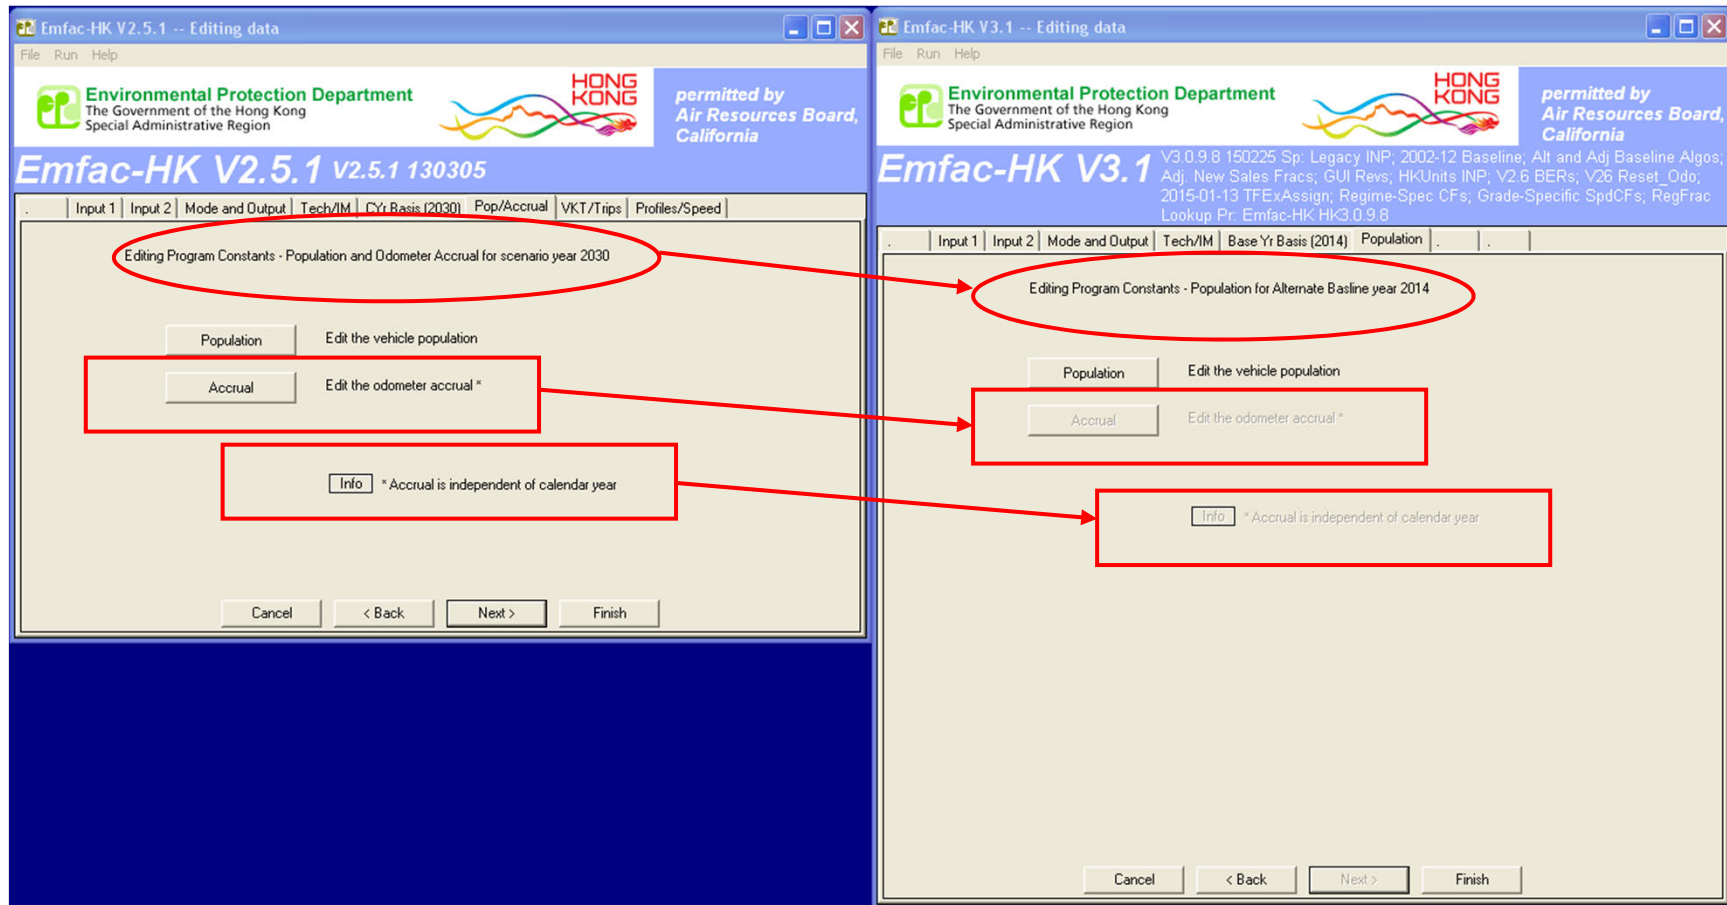 Emfac-HK V2.5.1 -- Editing data
File Run Help
Environmental Protection Department
The Government of the Hong Kong
Special Administrative Region
HONG
KONG
permitted by
Air Resources Board,
California
Emfac-HK V2.5.1 V2.5.1 130305
. Input 1 Input 2 Mode and Output Tech/IM CYr Basis (2030) Pop/Accrual VKT/Trips Profiles/Speed
Editing Program Constants - Population and Odometer Accrual for scenario year 2030
Population Edit the vehicle population
Accrual Edit the odometer accrual *
Info * Accrual is independent of calendar year
Cancel < Back Next > Finish
Emfac-HK V3.1 -- Editing data
File Run Help
Environmental Protection Department
The Government of the Hong Kong
Special Administrative Region
HONG
KONG
permitted by
Air Resources Board,
California
Emfac-HK V3.1
V3.0.9.8 150225 Sp: Legacy INP; 2002-12 Baseline; Alt and Adj Baseline Algos;
Adj. New Sales Fracs; GUI Revs; HKUnits INP; V2.6 BERs; V26 Reset_Odo;
2015-01-13 TFExAssign; Regime-Spec CFs; Grade-Specific SpdCFs; RegFrac
Lookup Pr: Emfac-HK HK3.0.9.8
. Input 1 Input 2 Mode and Output Tech/IM Base Yr Basis (2014) Population . .
Editing Program Constants - Population for Alternate Basline year 2014
Population Edit the vehicle population
Accrual Edit the odometer accrual *
Info * Accrual is independent of calendar year
Cancel < Back Next > Finish